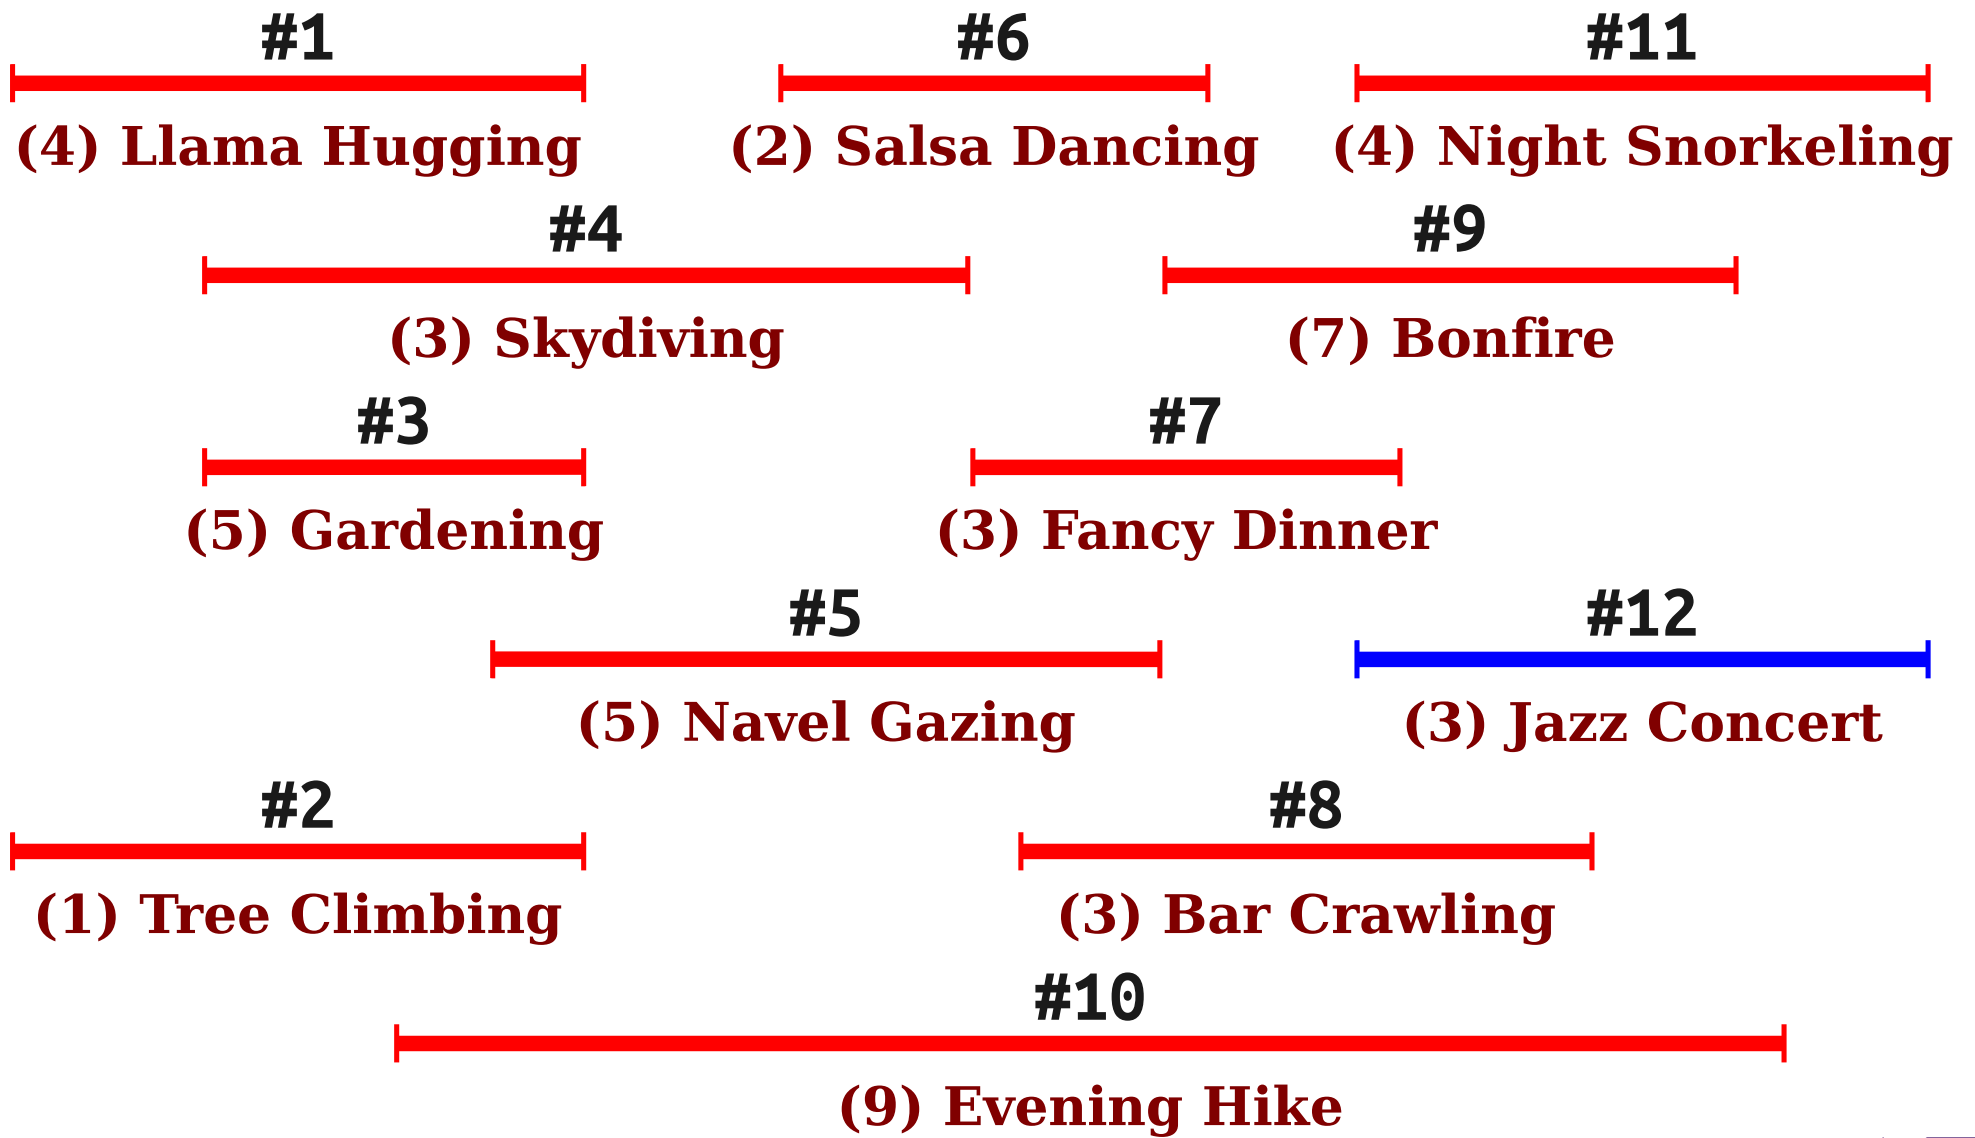 #1 #6 #11
(4) Llama Hugging (2) Salsa Dancing (4) Night Snorkeling
#4 #9
(3) Skydiving (7) Bonfire
#3 #7
(5) Gardening (3) Fancy Dinner
#5 #12
(5) Navel Gazing (3) Jazz Concert
#2 #8
(1) Tree Climbing (3) Bar Crawling
#10
(9) Evening Hike